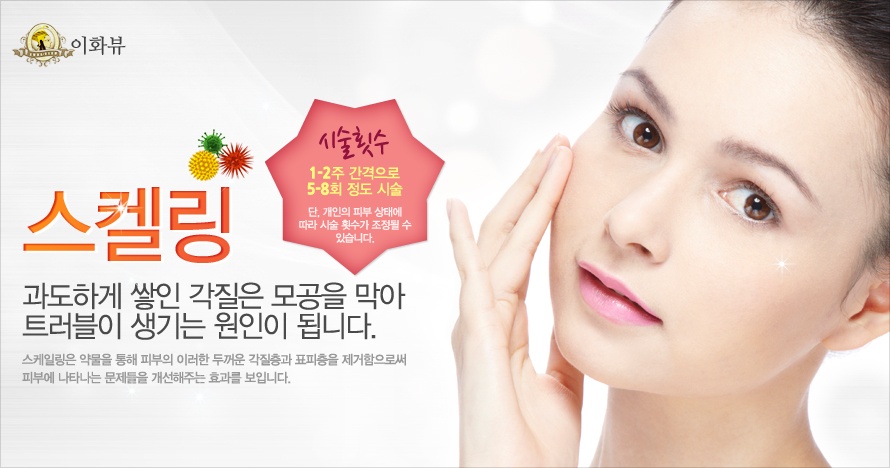 이화뷰
시술횟수
1-2주 간격으로
5-8회 정도 시술
단, 개인의 피부 상태에
따라 시술 횟수가 조정될 수
있습니다.
스켈링
과도하게 쌓인 각질은 모공을 막아
트러블이 생기는 원인이 됩니다.
스케일링은 약물을 통해 피부의 이러한 두꺼운 각질층과 표피층을 제거함으로써
피부에 나타나는 문제들을 개선해주는 효과를 보입니다.